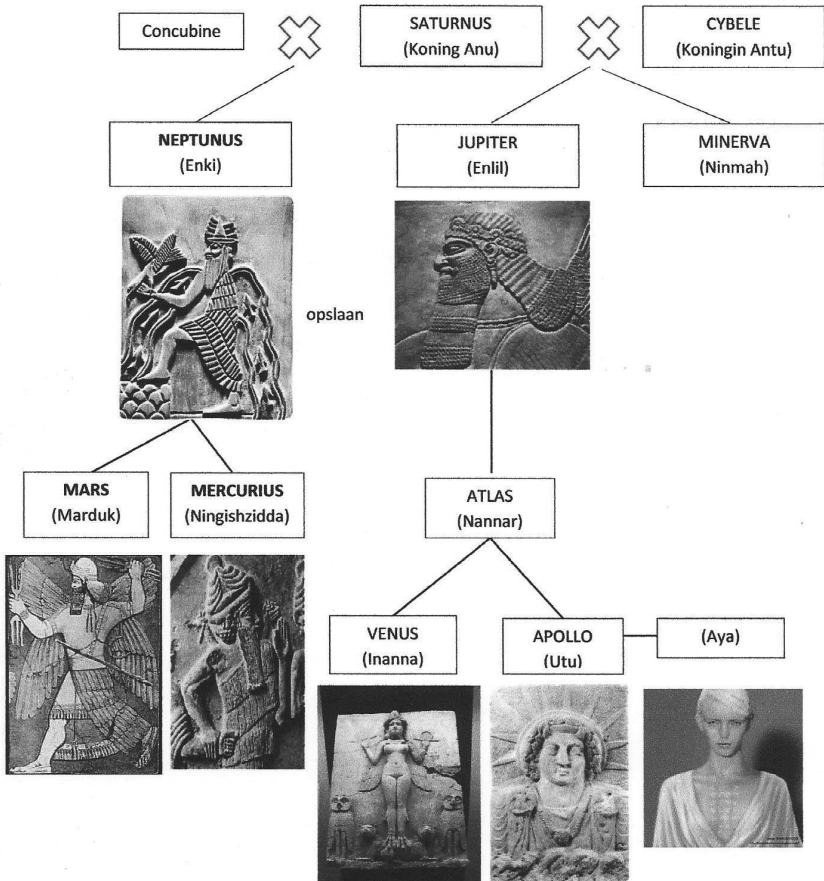 Concubine
SATURNUS
(Koning Anu)
CYBELE
(Koningin Antu)
NEPTUNUS
(Enki)
JUPITER
(Enlil)
MINERVA
(Ninmah)
opslaan
MARS
(Marduk)
MERCURIUS
(Ningishzidda)
ATLAS
(Nannar)
VENUS
(Inanna)
APOLLO
(Utu)
(Aya)